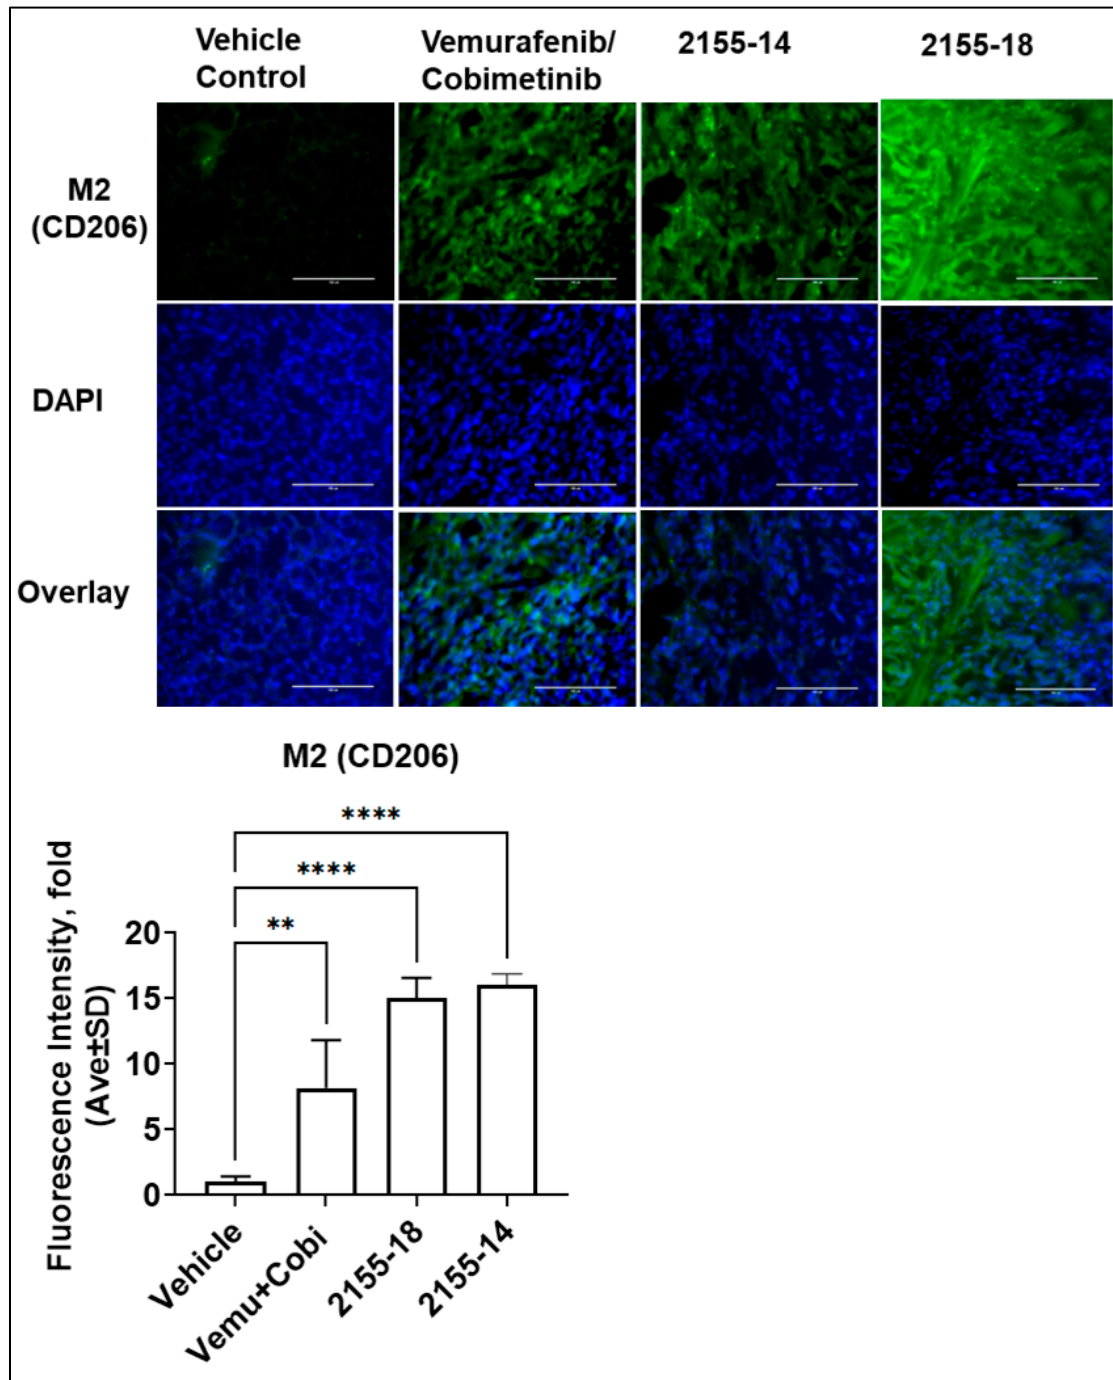 Vehicle
Control
Vemurafenib/
Cobimetinib
2155-14
2155-18
M2
(CD206)
DAPI
Overlay
M2 (CD206)
****
****
**
Fluorescence Intensity, fold
(Ave±SD)
20
15
10
5
0
Vehicle
Vemu+Cobi
2155-18
2155-14